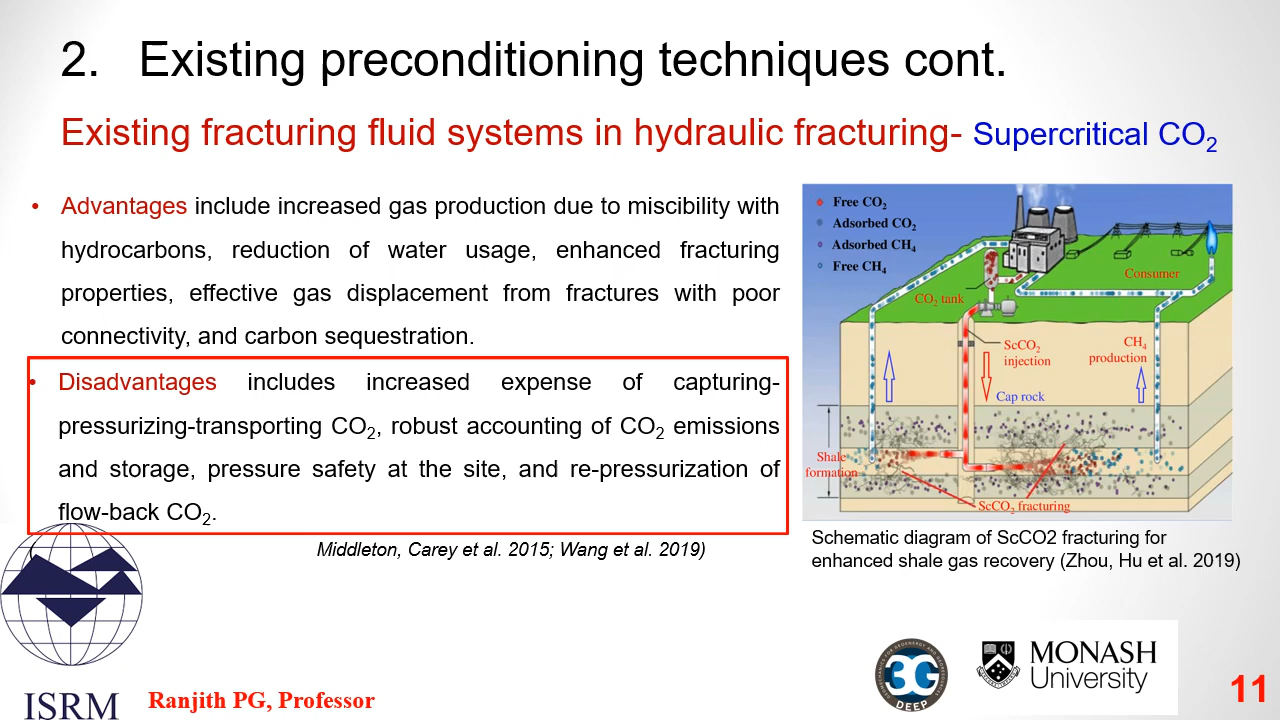 2. Existing preconditioning techniques cont.
Existing fracturing fluid systems in hydraulic fracturing- Supercritical CO2
• Advantages include increased gas production due to miscibility with
hydrocarbons, reduction of water usage, enhanced fracturing
properties, effective gas displacement from fractures with poor
connectivity, and carbon sequestration.
• Disadvantages includes increased expense of capturing-
pressurizing-transporting CO2, robust accounting of CO2 emissions
and storage, pressure safety at the site, and re-pressurization of
flow-back CO2.
Middleton, Carey et al. 2015; Wang et al. 2019)
Free CO2
Adsorbed CO2
Adsorbed CH4
Free CH4
Consumer
CO2 tank
ScCO2
injection
CH4
production
Cap rock
Shale
formation
ScCO2 fracturing
Schematic diagram of ScCO2 fracturing for
enhanced shale gas recovery (Zhou, Hu et al. 2019)
ISRM
Ranjith PG, Professor
3G
DEEP
MONASH
University
11